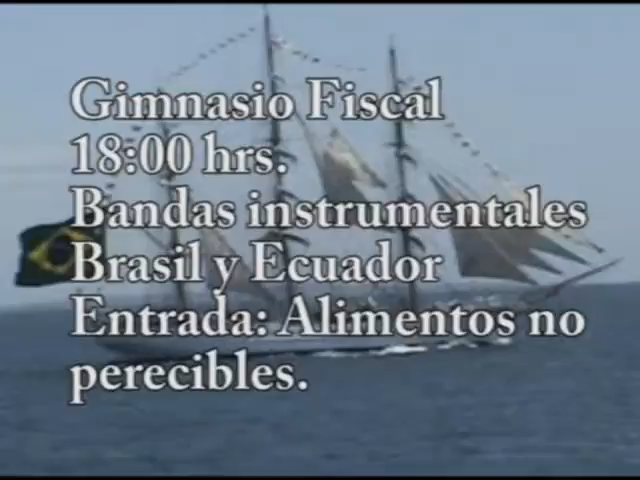 Gimnasio Fiscal
18:00 hrs.
Bandas instrumentales
Brasil y Ecuador
Entrada: Alimentos no
perecibles.